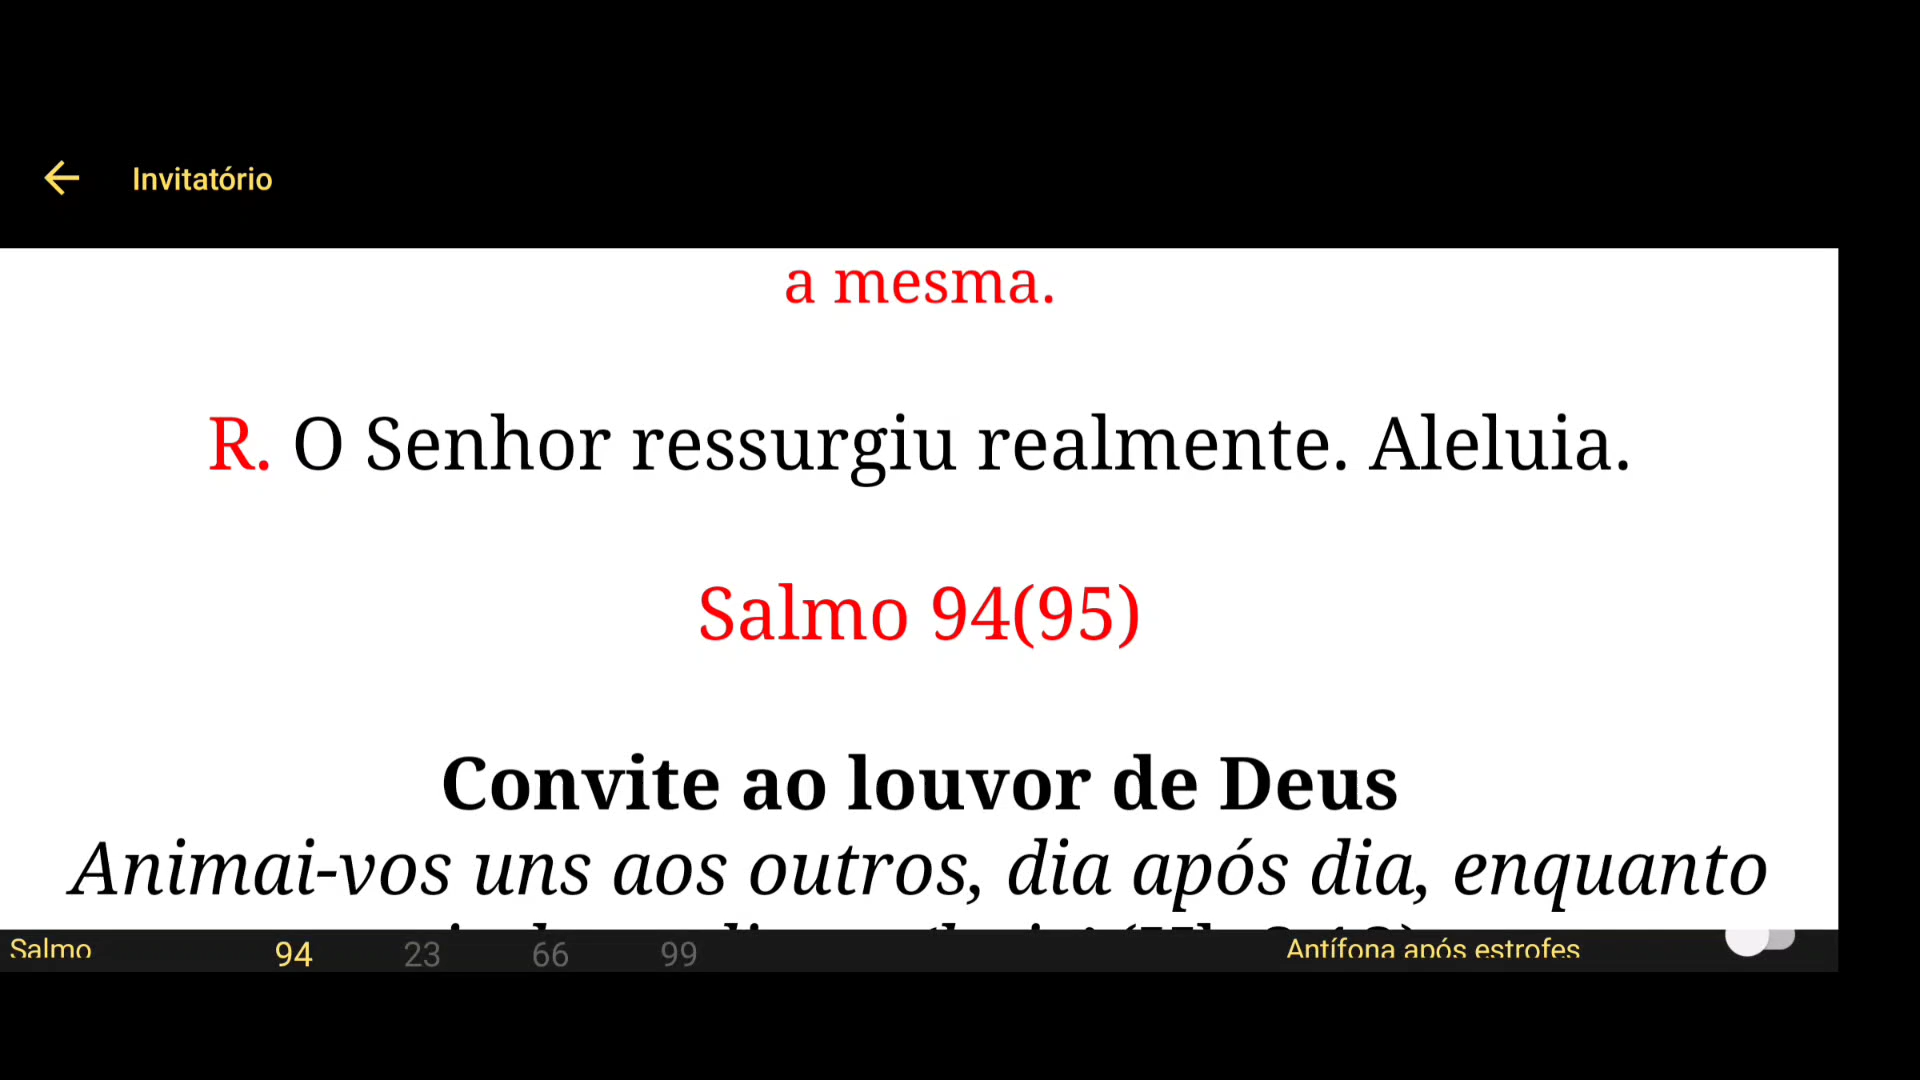 Invitatório
a mesma.
R. O Senhor ressurgiu realmente. Aleluia.
Salmo 94(95)
Convite ao louvor de Deus
Animai-vos uns aos outros, dia após dia, enquanto
Salmo 94 23 66 99 Antífona após estrofes